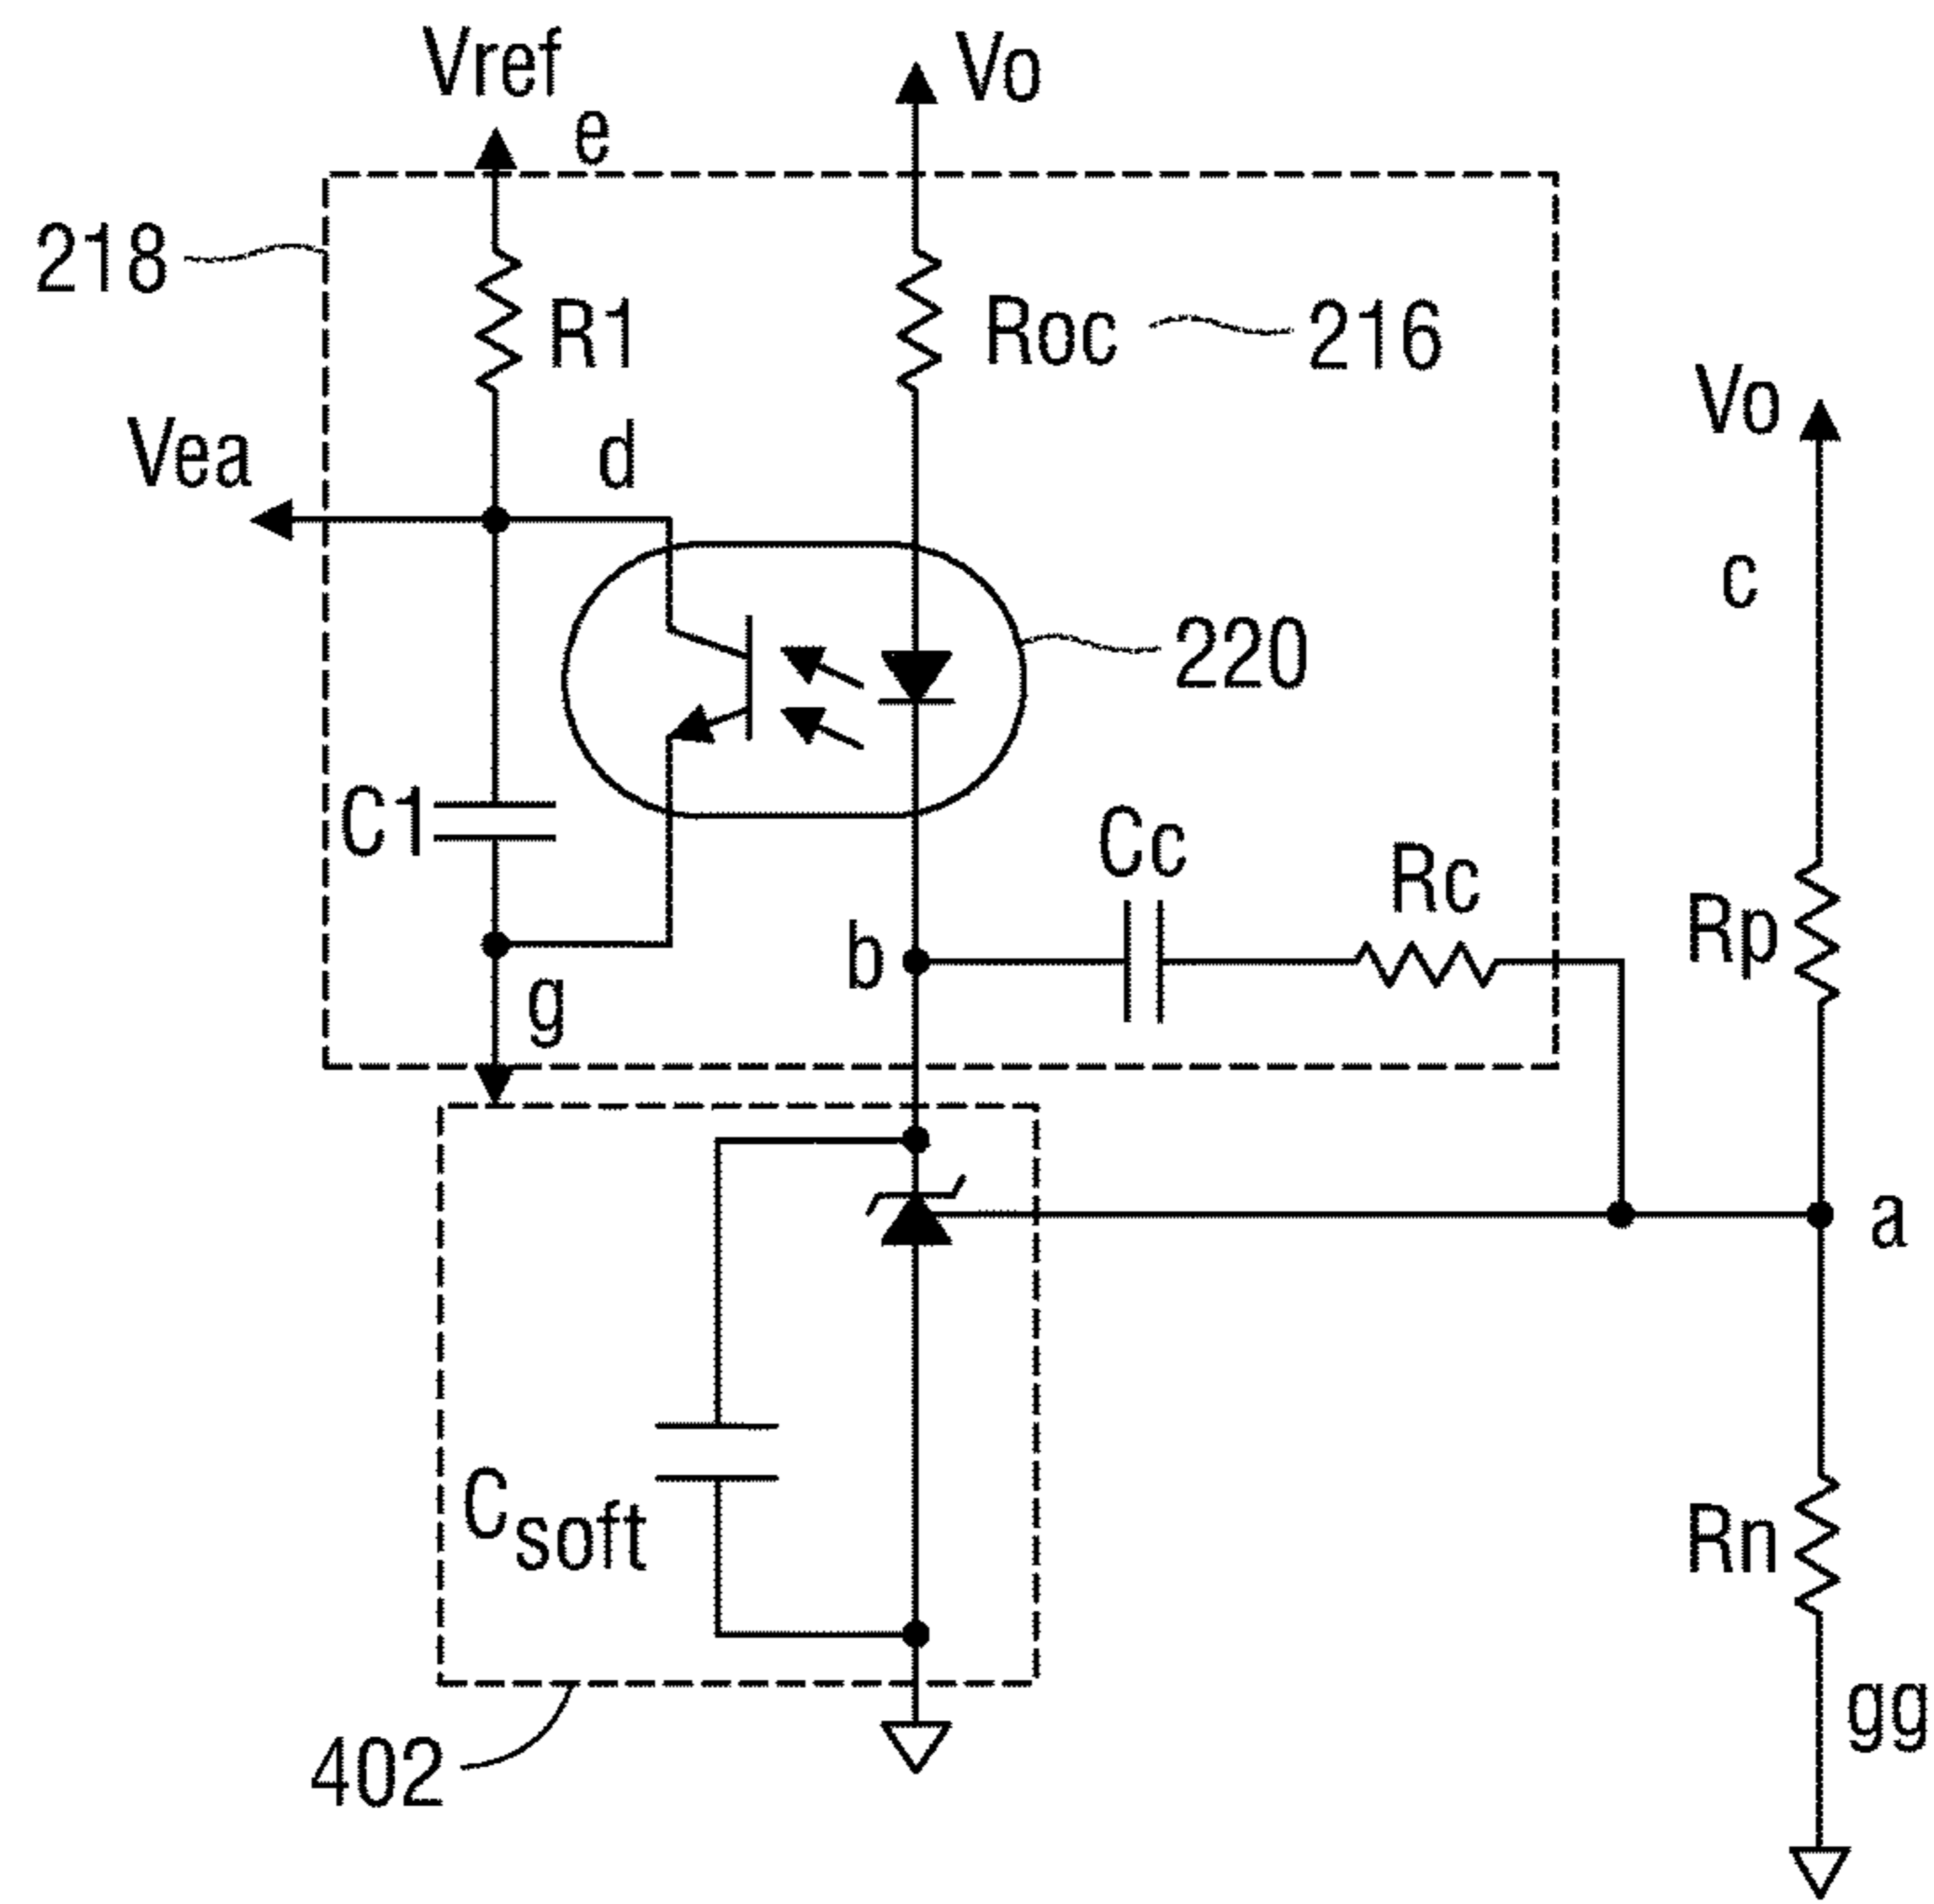 Vref
Vo
e
218
R1
Roc
216
Vo
Vea
d
c
220
C1
Cc
Rc
Rp
b
g
a
Csoft
Rn
gg
402